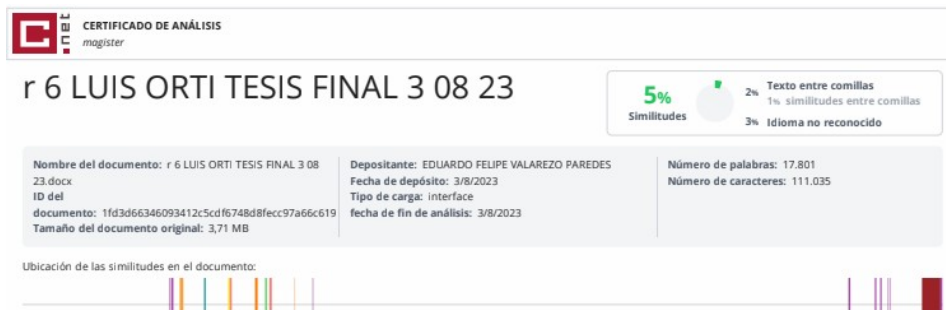 C.net
CERTIFICADO DE ANÁLISIS
magister
r 6 LUIS ORTI TESIS FINAL 3 08 23
5%
Similitudes
2% Texto entre comillas
1% similitudes entre comillas
3% Idioma no reconocido
Nombre del documento: r 6 LUIS ORTI TESIS FINAL 3 08
23.docx
ID del
documento: 1fd3d66346093412c5cdf6748d8fecc97a66c619
Tamaño del documento original: 3,71 MB
Depositante: EDUARDO FELIPE VALAREZO PAREDES
Fecha de depósito: 3/8/2023
Tipo de carga: interface
fecha de fin de análisis: 3/8/2023
Número de palabras: 17.801
Número de caracteres: 111.035
Ubicación de las similitudes en el documento: